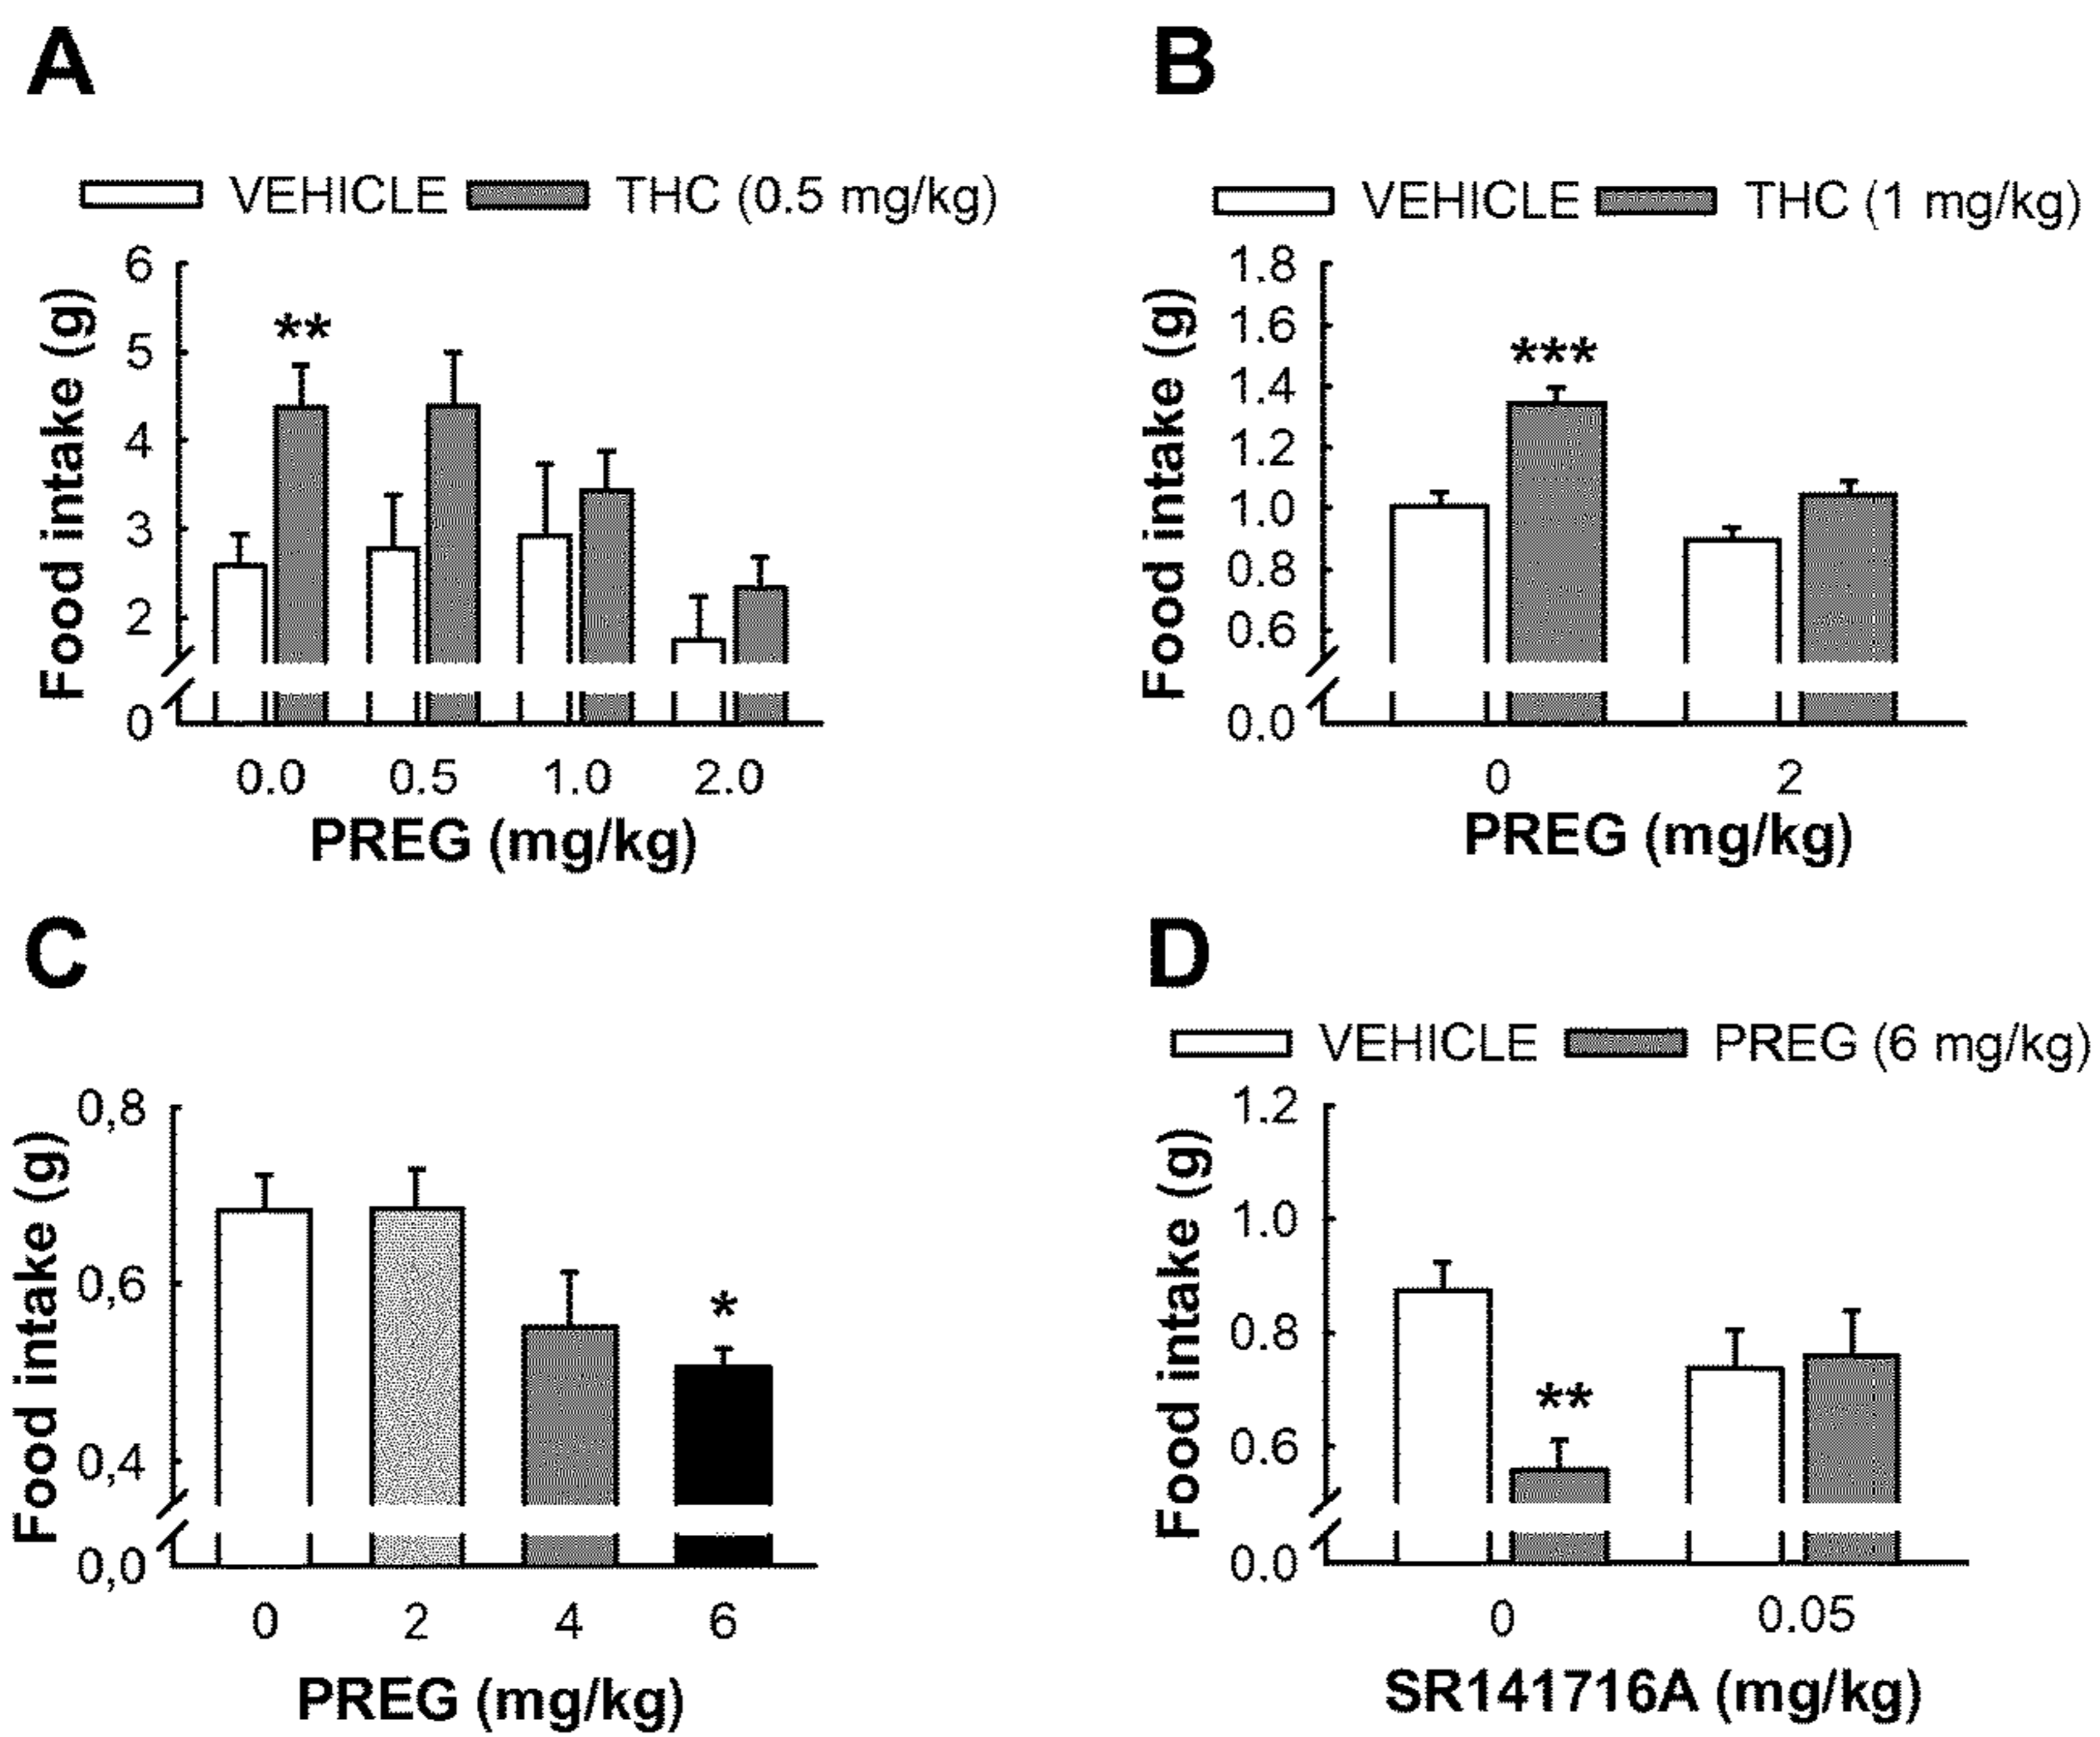 A
VEHICLE THC (0.5 mg/kg)
Food intake (g)
6
5
4
3
2
0
**
0.0 0.5 1.0 2.0
PREG (mg/kg)
B
VEHICLE THC (1 mg/kg)
Food intake (g)
1.8
1.6
1.4
1.2
1.0
0.8
0.6
0.0
***
0 2
PREG (mg/kg)
C
Food intake (g)
0,8
0,6
0,4
0,0
*
0 2 4 6
PREG (mg/kg)
D
VEHICLE PREG (6 mg/kg)
Food intake (g)
1.2
1.0
0.8
0.6
0.0
**
0 0.05
SR141716A (mg/kg)